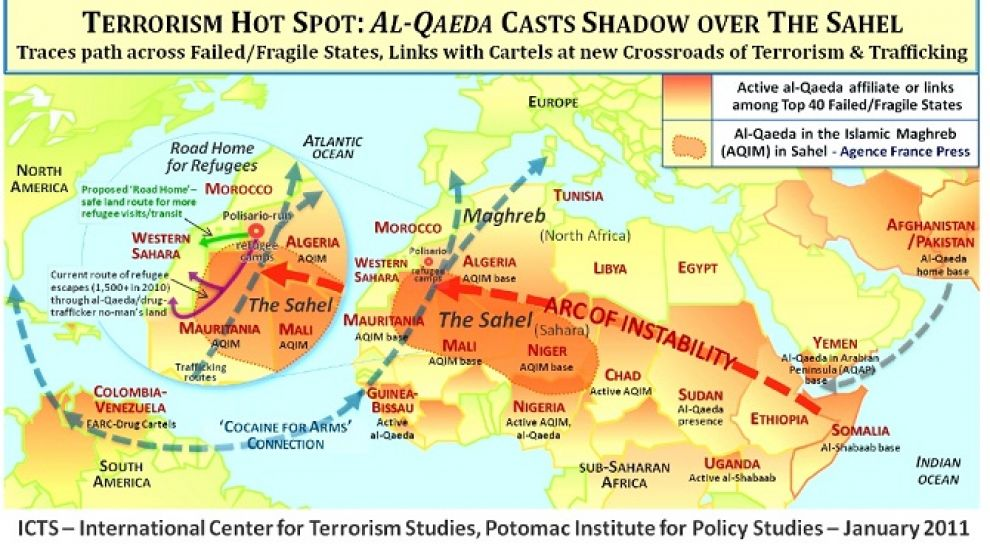 TERRORISM HOT SPOT: AL-QAEDA CASTS SHADOW OVER THE SAHEL
Traces path across Failed/Fragile States, Links with Cartels at new Crossroads of Terrorism & Trafficking
Active al-Qaeda affiliate or links
among Top 40 Failed/Fragile States
Al-Qaeda in the Islamic Maghreb
(AQIM) in Sahel - Agence France Press
EUROPE
ATLANTIC
OCEAN
NORTH
AMERICA
Road Home
for Refugees
MOROCCO
Proposed 'Road Home'–
safe land route for more
refugee visits/transit
Polisario-run
refugee
camps
WESTERN
SAHARA
ALGERIA
AQIM
Current route of refugee
escapes (1,500+ in 2010)
through al-Qaeda/drug-
trafficker no-man's land
The Sahel
MAURITANIA
AQIM
MALI
AQIM
Trafficking
routes
TUNISIA
Maghreb
(North Africa)
MOROCCO
Polisario
refugee
camps
WESTERN
SAHARA
ALGERIA
AQIM base
LIBYA
EGYPT
AFGHANISTAN
/PAKISTAN
Al-Qaeda
home base
ARC OF INSTABILITY
The Sahel
(Sahara)
MAURITANIA
AQIM base
MALI
AQIM base
NIGER
AQIM base
YEMEN
Al-Qaeda in Arabian
Peninsula (AQAP)
base
CHAD
Active AQIM
SUDAN
Al-Qaeda
presence
ETHIOPIA
SOMALIA
Al-Shabaab base
COLOMBIA-
VENEZUELA
FARC-Drug Cartels
'COCAINE FOR ARMS'
CONNECTION
GUINEA-
BISSAU
Active
al-Qaeda
NIGERIA
Active AQIM,
al-Qaeda
SOUTH
AMERICA
SUB-SAHARAN
AFRICA
UGANDA
Active al-Shabaab
INDIAN
OCEAN
ICTS – International Center for Terrorism Studies, Potomac Institute for Policy Studies – January 2011